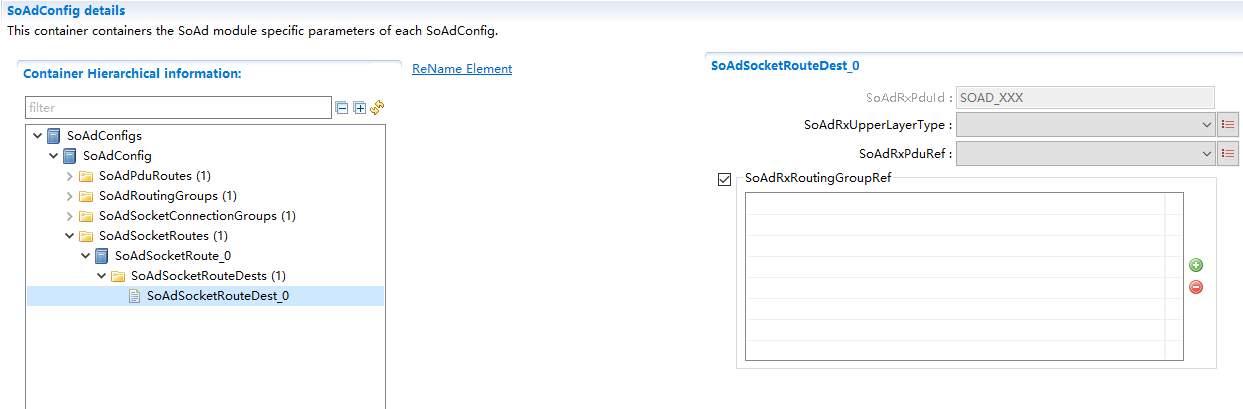 SoAdConfig details
This container containers the SoAd module specific parameters of each SoAdConfig.
Container Hierarchical information:
ReName Element
filter
SoAdConfigs
SoAdConfig
SoAdPduRoutes (1)
SoAdRoutingGroups (1)
SoAdSocketConnectionGroups (1)
SoAdSocketRoutes (1)
SoAdSocketRoute_0
SoAdSocketRouteDests (1)
SoAdSocketRouteDest_0
SoAdSocketRouteDest_0
SoAdRxPduId : SOAD_XXX
SoAdRxUpperLayerType :
SoAdRxPduRef :
SoAdRxRoutingGroupRef